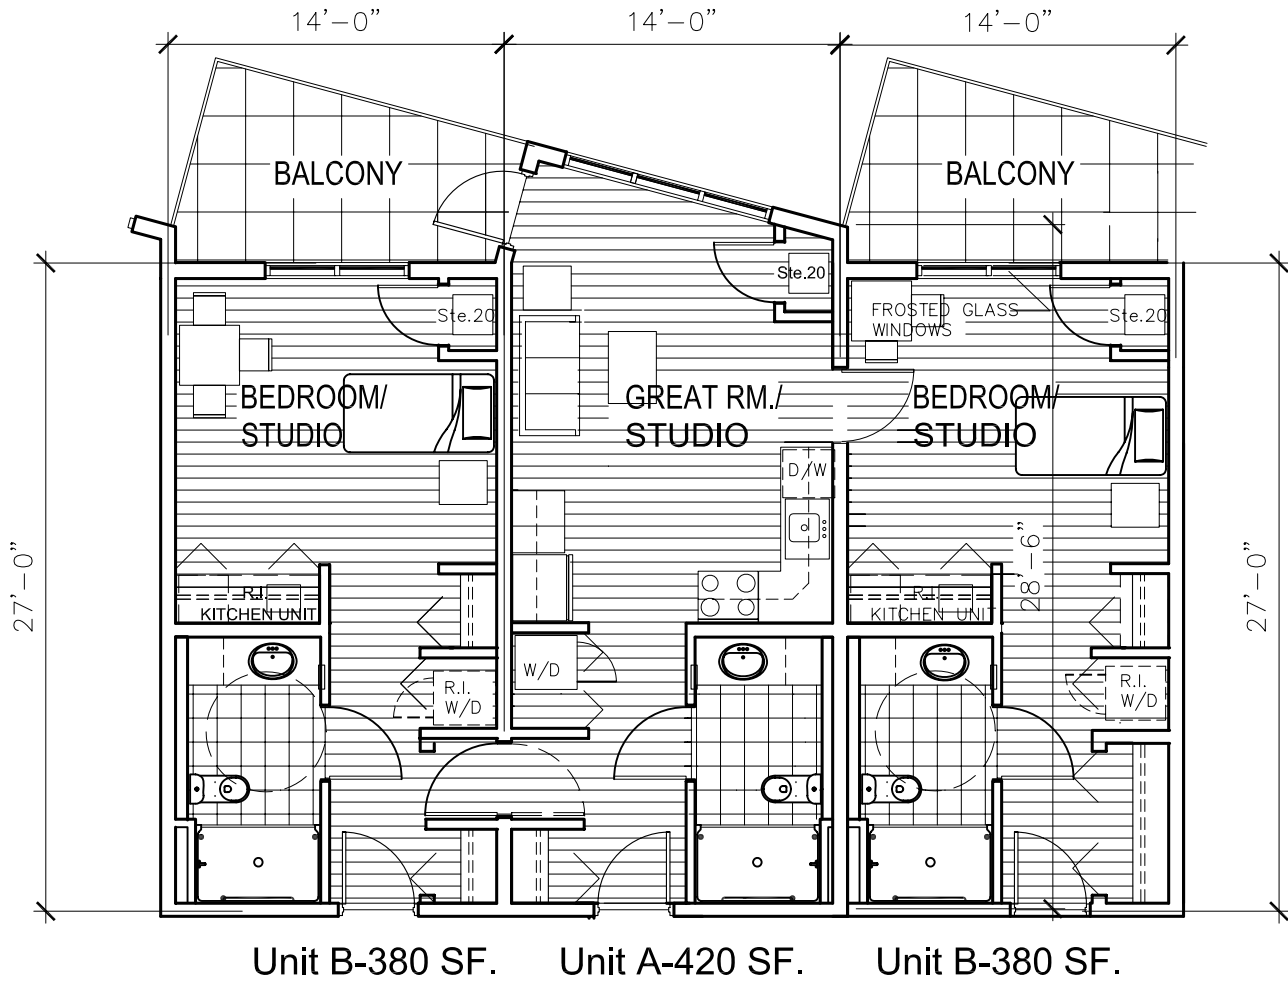 14'-0" 14'-0" 14'-0"
BALCONY BALCONY
Ste.20
Ste.20 FROSTED GLASS Ste.20
WINDOWS
BEDROOM/ GREAT RM./ BEDROOM/
STUDIO STUDIO STUDIO
D/W
27'-0" 28'-6" 27'-0"
R.I. R.I.
KITCHEN UNIT KITCHEN UNIT
W/D
R.I. R.I.
W/D W/D
Unit B-380 SF. Unit A-420 SF. Unit B-380 SF.